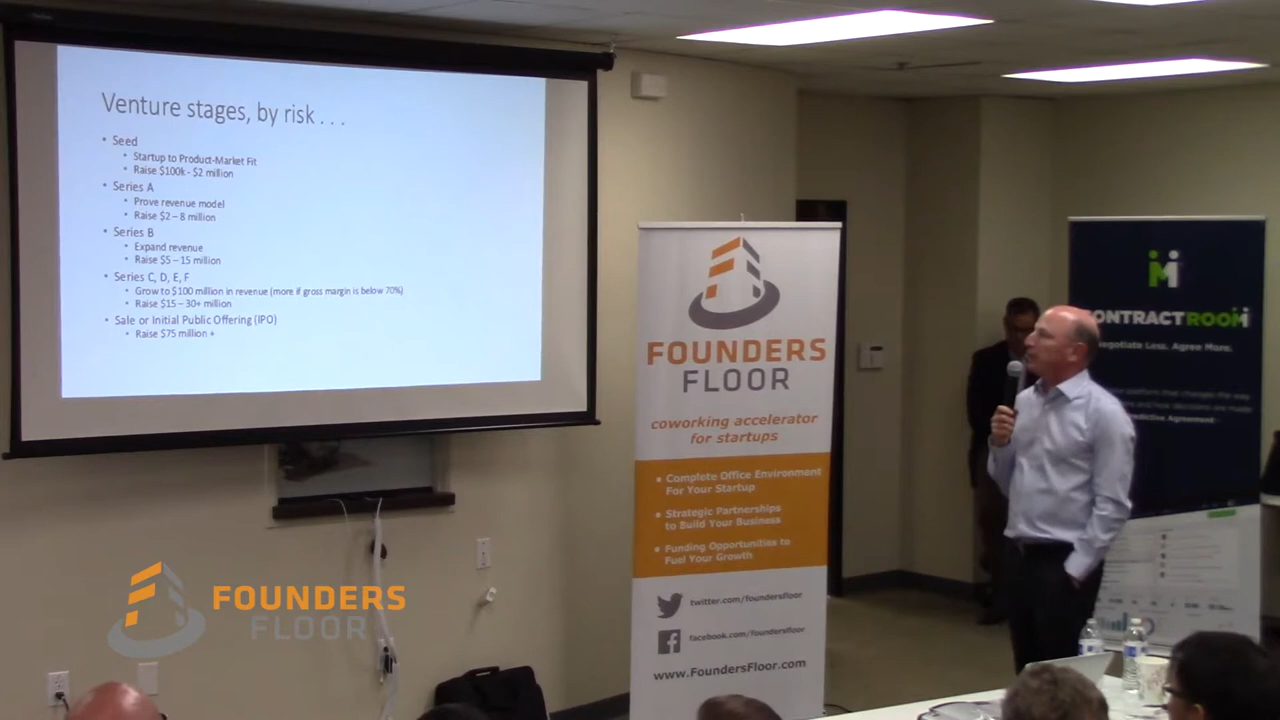 Venture stages, by risk . . .
• Seed
• Startup to Product-Market Fit
• Raise $100k - $2 million
• Series A
• Prove revenue model
• Raise $2 – 8 million
• Series B
• Expand revenue
• Raise $5 – 15 million
• Series C, D, E, F
• Grow to $100 million in revenue (more if gross margin is below 70%)
• Raise $15 – 30+ million
• Sale or Initial Public Offering (IPO)
• Raise $75 million +
FOUNDERS
FLOOR
coworking accelerator
for startups
• Complete Office Environment
For Your Startup
• Strategic Partnerships
to Build Your Business
• Funding Opportunities to
Fuel Your Growth
twitter.com/foundersfloor
facebook.com/foundersfloor
www.FoundersFloor.com
ONTRACTROOM
egotiate Less. Agree More.
edictive Agreement
FOUNDERS
FLOOR